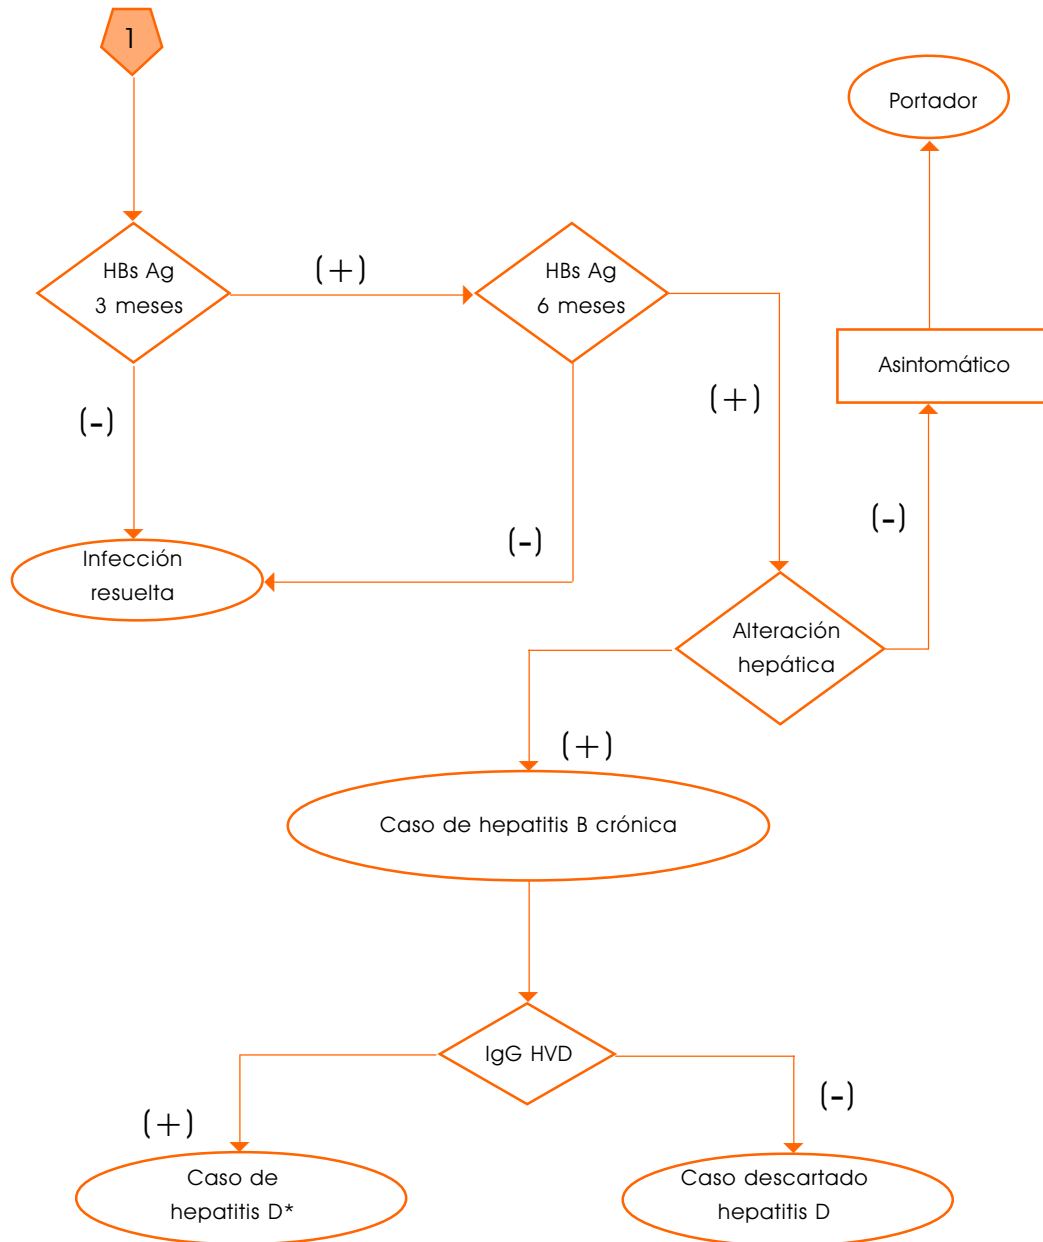 1
Portador
HBs Ag
3 meses
(+)
HBs Ag
6 meses
Asintomático
(+)
(-)
(-)
(-)
Infección
resuelta
Alteración
hepática
(+)
Caso de hepatitis B crónica
IgG HVD
(+)
(-)
Caso de
hepatitis D*
Caso descartado
hepatitis D